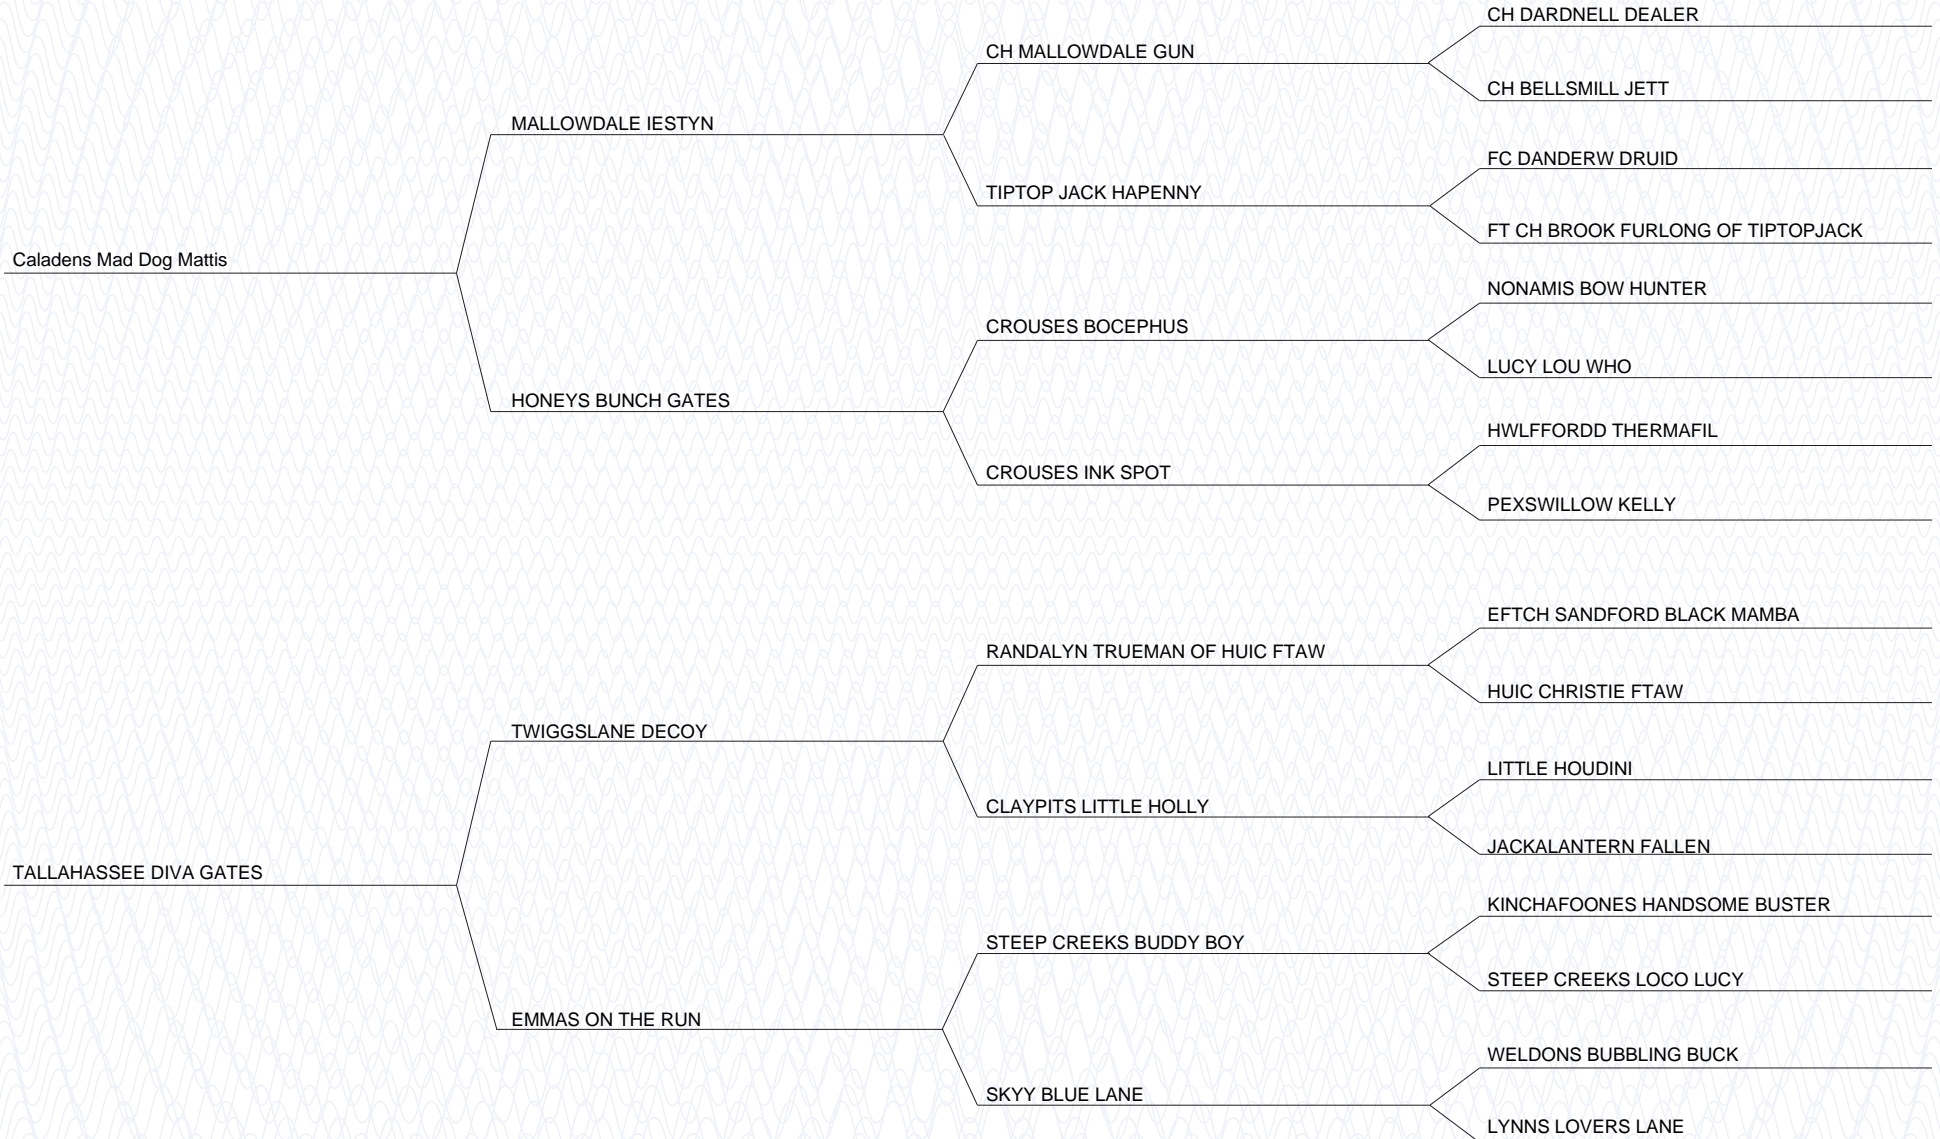 CH DARDNELL DEALER
CH MALLOWDALE GUN
CH BELLSMILL JETT
MALLOWDALE IESTYN
FC DANDERW DRUID
TIPTOP JACK HAPENNY
FT CH BROOK FURLONG OF TIPTOPJACK
Caladens Mad Dog Mattis
NONAMIS BOW HUNTER
CROUSES BOCEPHUS
LUCY LOU WHO
HONEYS BUNCH GATES
HWLFFORDD THERMAFIL
CROUSES INK SPOT
PEXSWILLOW KELLY
EFTCH SANDFORD BLACK MAMBA
RANDALYN TRUEMAN OF HUIC FTAW
HUIC CHRISTIE FTAW
TWIGGSLANE DECOY
LITTLE HOUDINI
CLAYPITS LITTLE HOLLY
JACKALANTERN FALLEN
TALLAHASSEE DIVA GATES
KINCHAFOONES HANDSOME BUSTER
STEEP CREEKS BUDDY BOY
STEEP CREEKS LOCO LUCY
EMMAS ON THE RUN
WELDONS BUBBLING BUCK
SKYY BLUE LANE
LYNNS LOVERS LANE